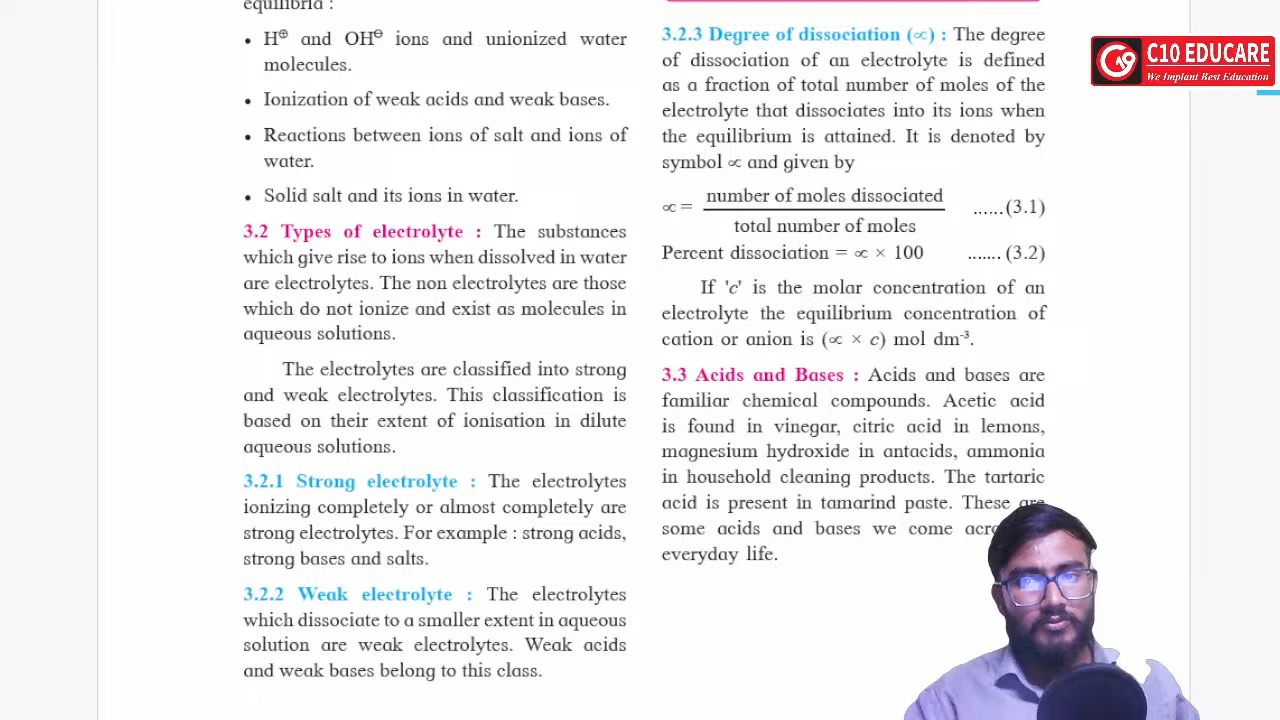 equilibria :
• H⊕ and OH⊖ ions and unionized water
molecules.
• Ionization of weak acids and weak bases.
• Reactions between ions of salt and ions of
water.
• Solid salt and its ions in water.
3.2 Types of electrolyte : The substances
which give rise to ions when dissolved in water
are electrolytes. The non electrolytes are those
which do not ionize and exist as molecules in
aqueous solutions.
The electrolytes are classified into strong
and weak electrolytes. This classification is
based on their extent of ionisation in dilute
aqueous solutions.
3.2.1 Strong electrolyte : The electrolytes
ionizing completely or almost completely are
strong electrolytes. For example : strong acids,
strong bases and salts.
3.2.2 Weak electrolyte : The electrolytes
which dissociate to a smaller extent in aqueous
solution are weak electrolytes. Weak acids
and weak bases belong to this class.
3.2.3 Degree of dissociation (∝) : The degree
of dissociation of an electrolyte is defined
as a fraction of total number of moles of the
electrolyte that dissociates into its ions when
the equilibrium is attained. It is denoted by
symbol ∝ and given by
number of moles dissociated
∝ = ......(3.1)
total number of moles
Percent dissociation = ∝ × 100 .......(3.2)
If 'c' is the molar concentration of an
electrolyte the equilibrium concentration of
cation or anion is (∝ × c) mol dm⁻³.
3.3 Acids and Bases : Acids and bases are
familiar chemical compounds. Acetic acid
is found in vinegar, citric acid in lemons,
magnesium hydroxide in antacids, ammonia
in household cleaning products. The tartaric
acid is present in tamarind paste. These are
some acids and bases we come
everyday life.
C10 EDUCARE
We Implant Best Education